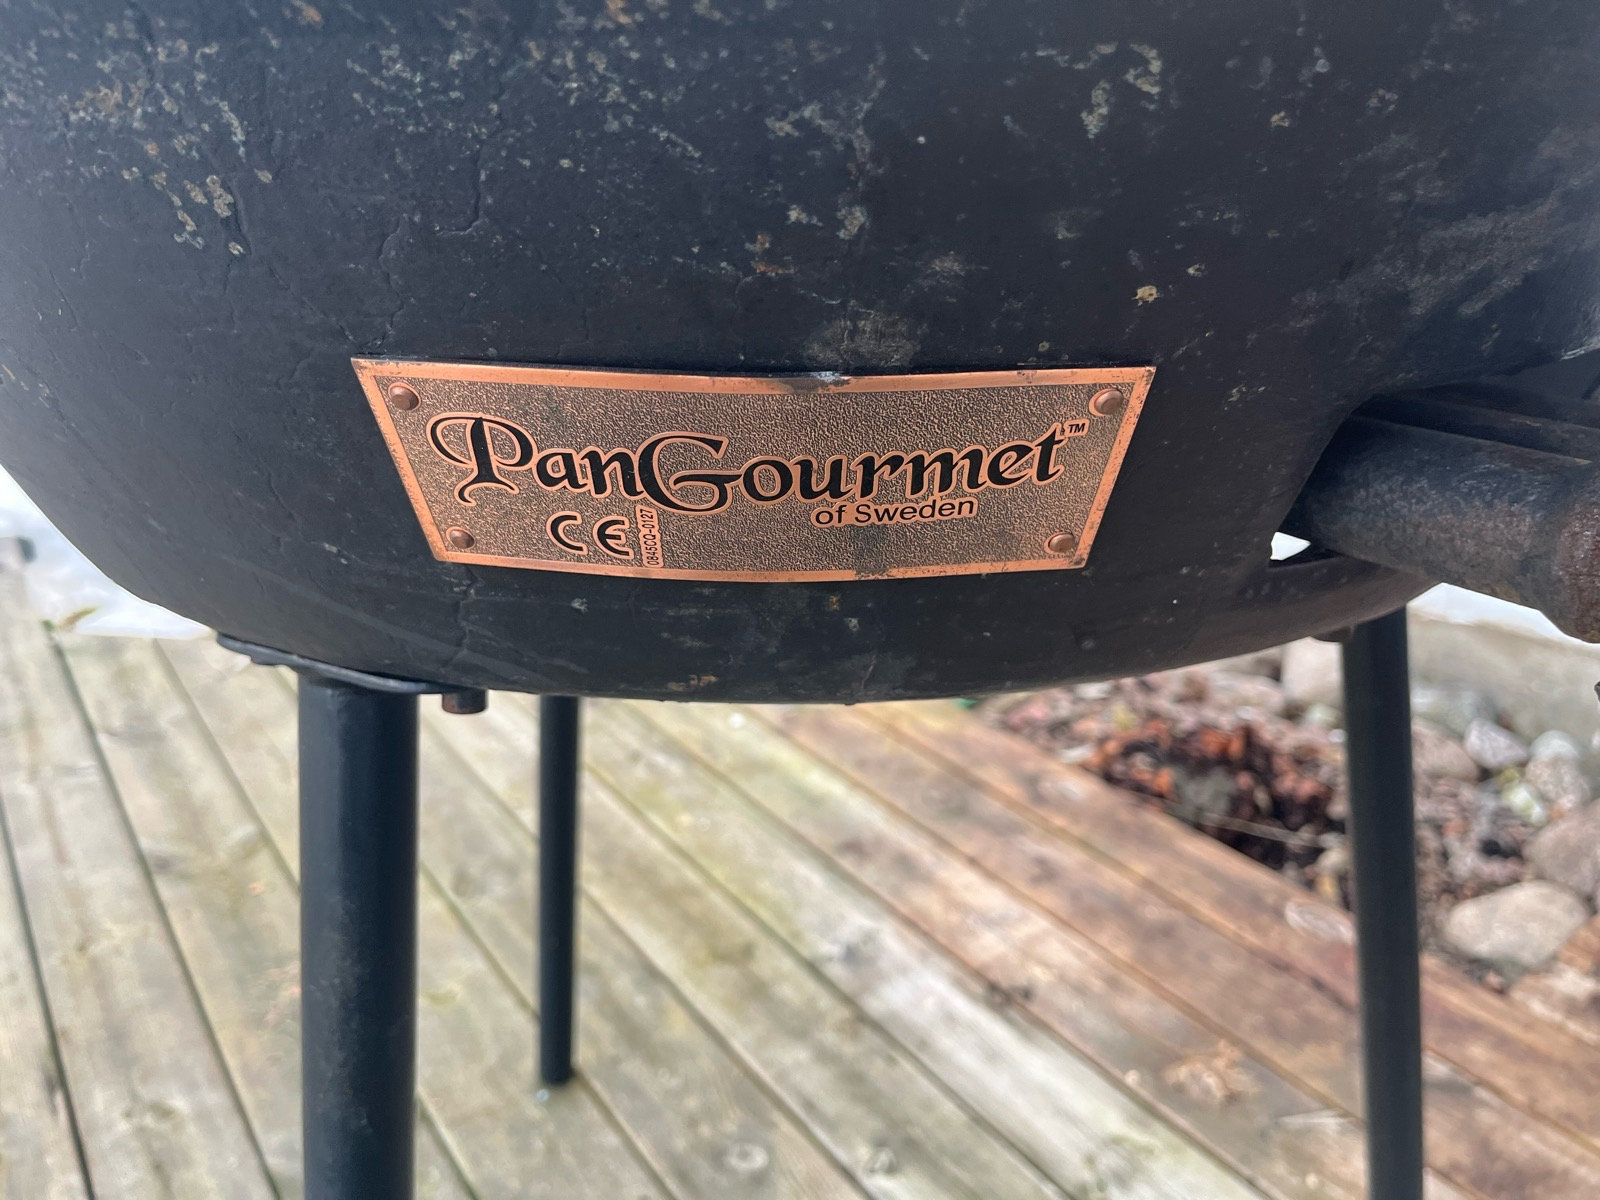 PanGourmet™
of Sweden
CE 0845CQ-0127